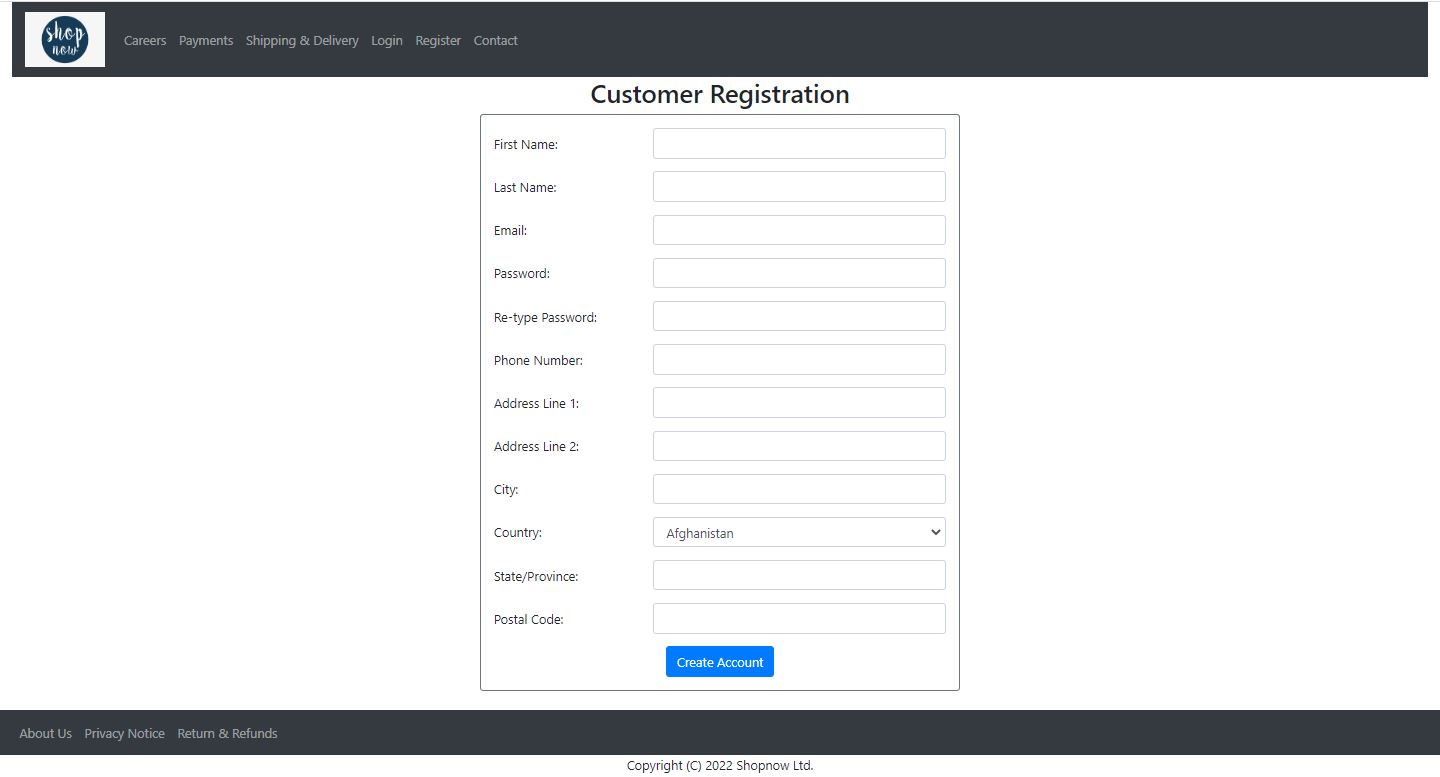 shop
now
Careers Payments Shipping & Delivery Login Register Contact
Customer Registration
First Name:
Last Name:
Email:
Password:
Re-type Password:
Phone Number:
Address Line 1:
Address Line 2:
City:
Country: Afghanistan
State/Province:
Postal Code:
Create Account
About Us Privacy Notice Return & Refunds
Copyright (C) 2022 Shopnow Ltd.